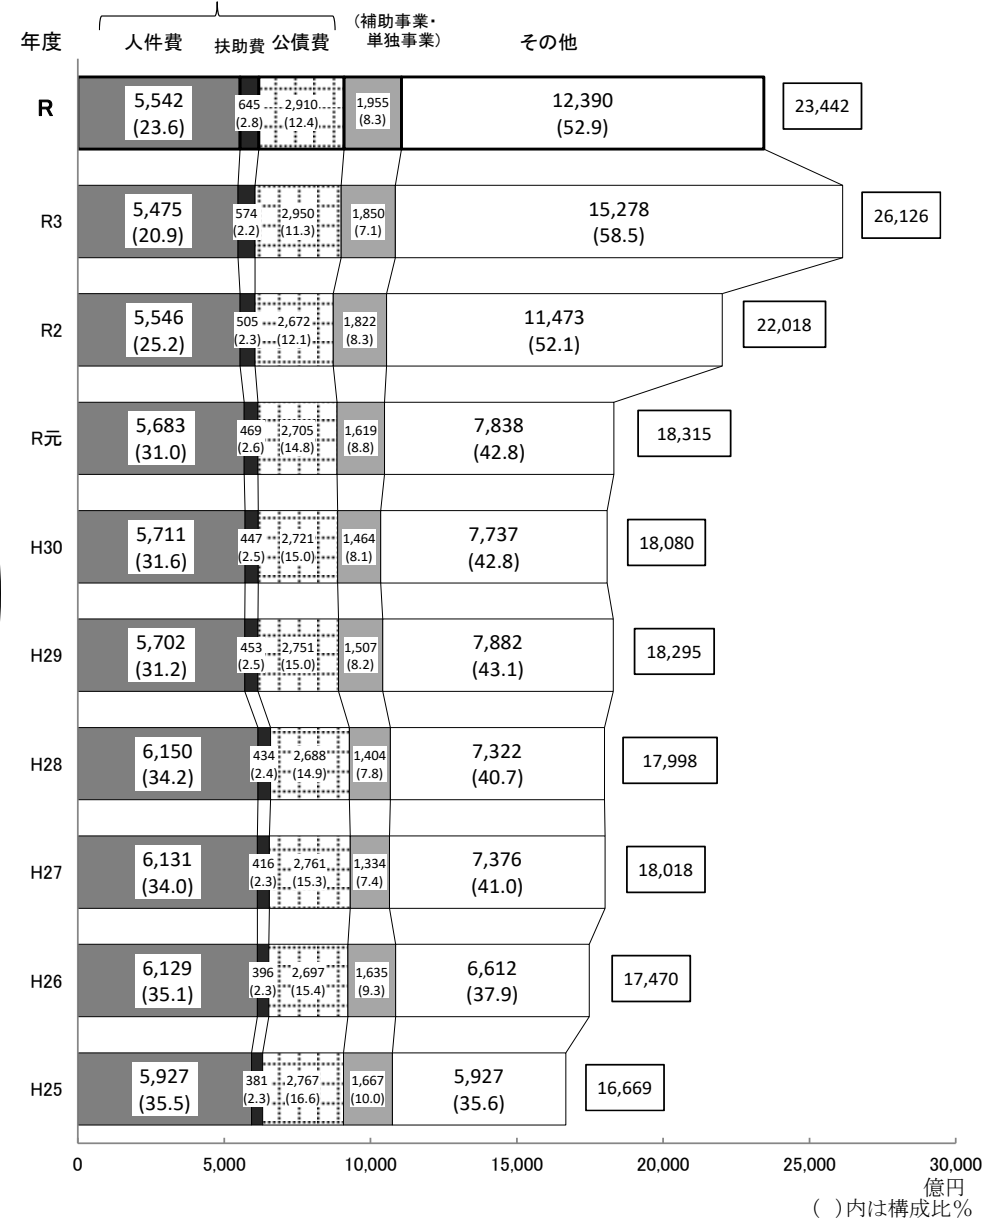 (補助事業・
年度 人件費 扶助費 公債費 単独事業) その他
R 5,542 645 2,910 1,955 12,390 23,442
(23.6) (2.8) (12.4) (8.3) (52.9)
R3 5,475 574 2,950 1,850 15,278 26,126
(20.9) (2.2) (11.3) (7.1) (58.5)
R2 5,546 505 2,672 1,822 11,473 22,018
(25.2) (2.3) (12.1) (8.3) (52.1)
R元 5,683 469 2,705 1,619 7,838 18,315
(31.0) (2.6) (14.8) (8.8) (42.8)
H30 5,711 447 2,721 1,464 7,737 18,080
(31.6) (2.5) (15.0) (8.1) (42.8)
H29 5,702 453 2,751 1,507 7,882 18,295
(31.2) (2.5) (15.0) (8.2) (43.1)
H28 6,150 434 2,688 1,404 7,322 17,998
(34.2) (2.4) (14.9) (7.8) (40.7)
H27 6,131 416 2,761 1,334 7,376 18,018
(34.0) (2.3) (15.3) (7.4) (41.0)
H26 6,129 396 2,697 1,635 6,612 17,470
(35.1) (2.3) (15.4) (9.3) (37.9)
H25 5,927 381 2,767 1,667 5,927 16,669
(35.5) (2.3) (16.6) (10.0) (35.6)
0 5,000 10,000 15,000 20,000 25,000 30,000
億円
( )内は構成比%